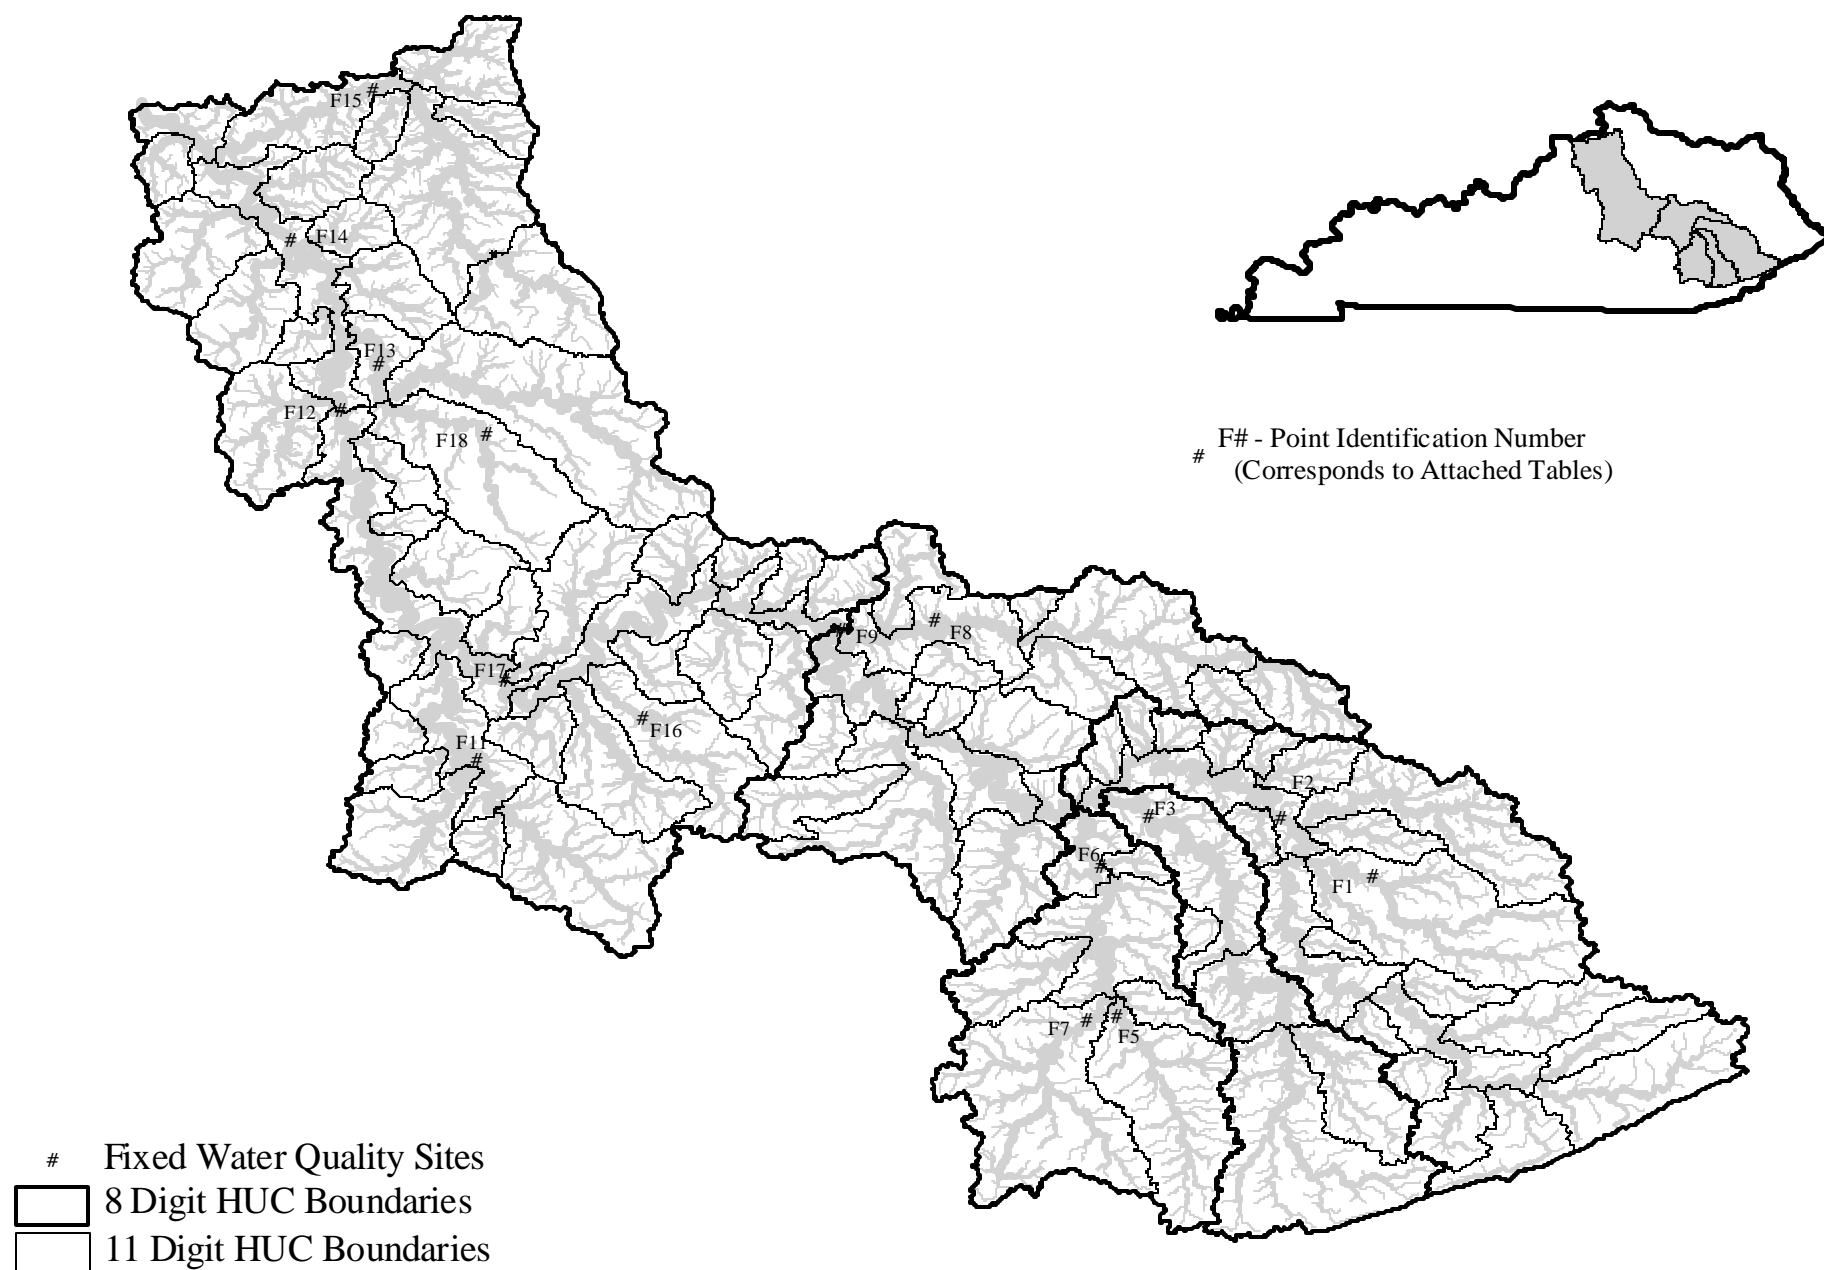 F15 #
# F14
F13
#
F12 #
F18 #
F# - Point Identification Number
# (Corresponds to Attached Tables)
# F9
# F8
F17 #
# F16
F11
#
F2
#
# F3
F6 #
F1 #
F7 # #
F5
# Fixed Water Quality Sites
8 Digit HUC Boundaries
11 Digit HUC Boundaries